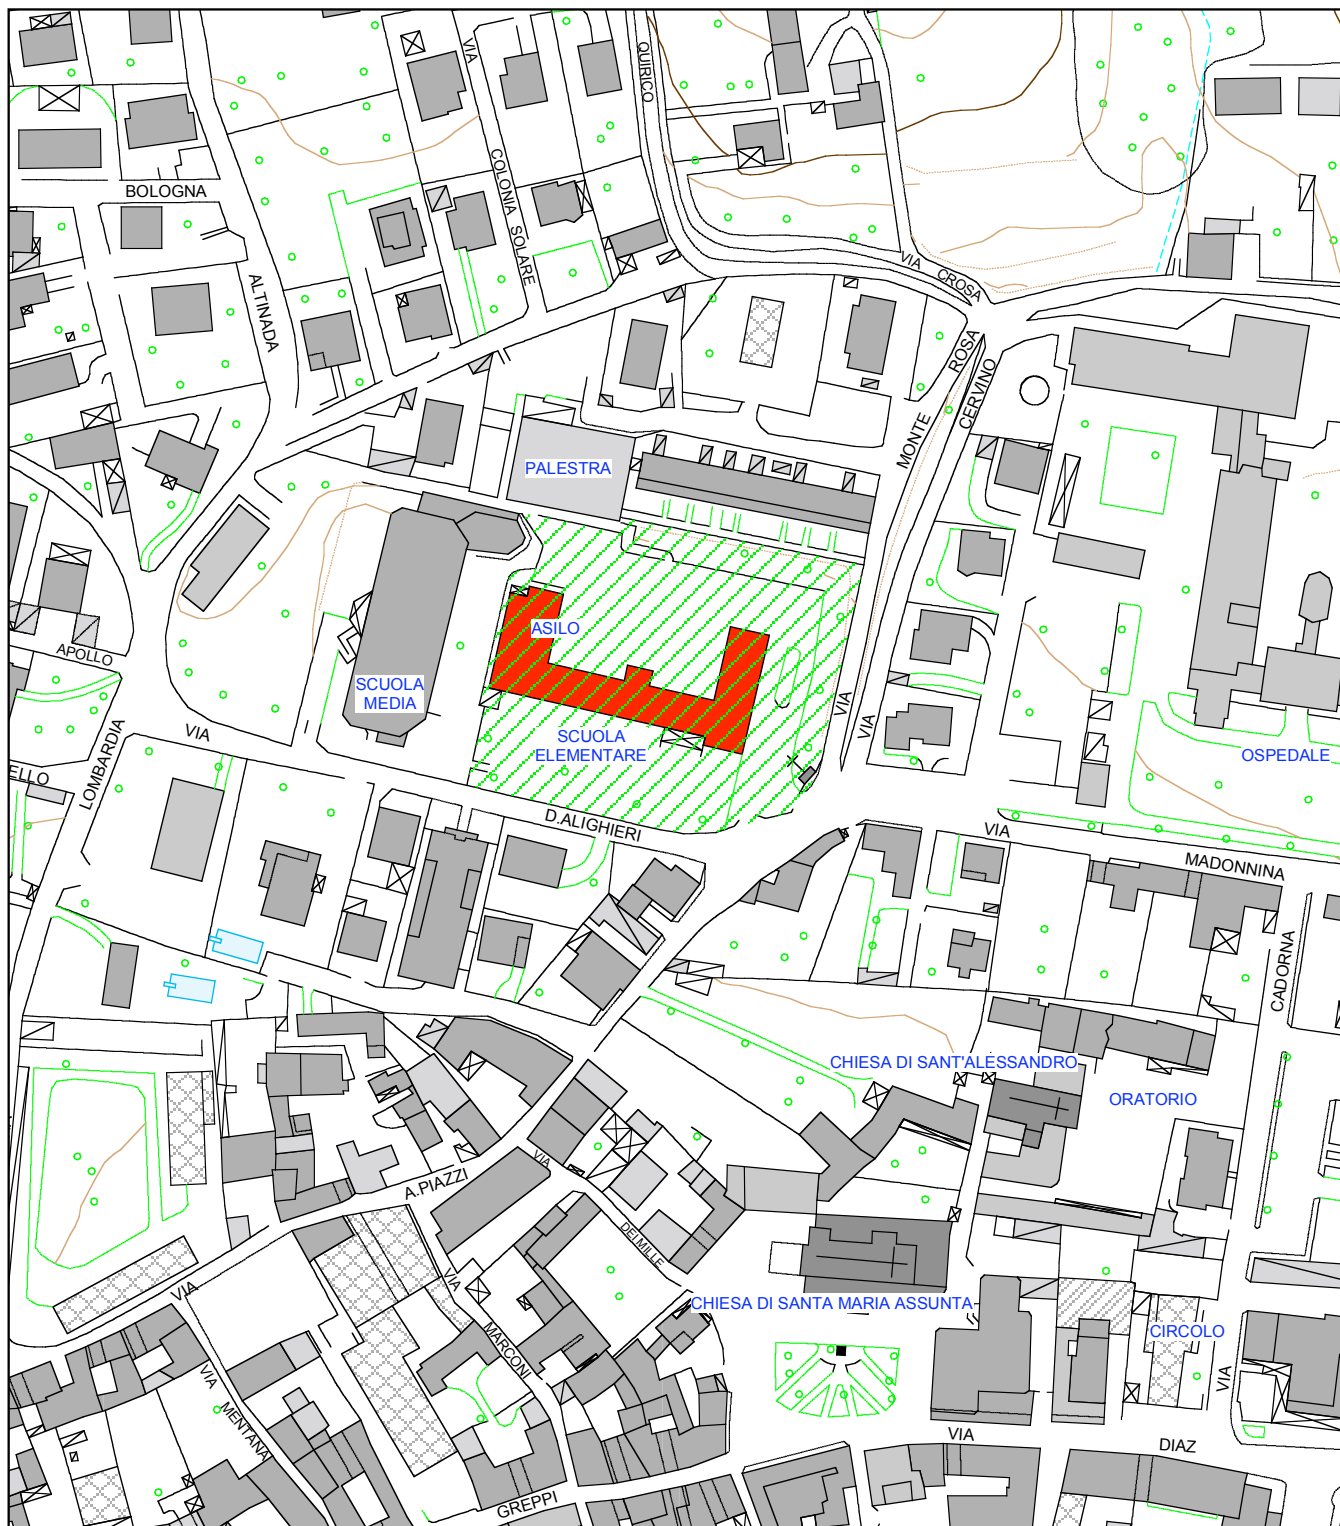 VIA
QUIRICO
COLONIA SOLARE
BOLOGNA
ALTINADA
VIA CROSA
MONTE ROSA
CERVINO
PALESTRA
ASILO
APOLLO
SCUOLA
MEDIA
VIA
VIA
SCUOLA
ELEMENTARE
VIA
LOMBARDIA
ELLO
OSPEDALE
D.ALIGHIERI
VIA
MADONNINA
CADORNA
CHIESA DI SANT'ALESSANDRO
ORATORIO
VIA
A.PIAZZI
DEI MILLE
VIA
VIA
CHIESA DI SANTA MARIA ASSUNTA
CIRCOLO
MARCONI
VIA
VIA
MENTANA
VIA
DIAZ
GREPPI